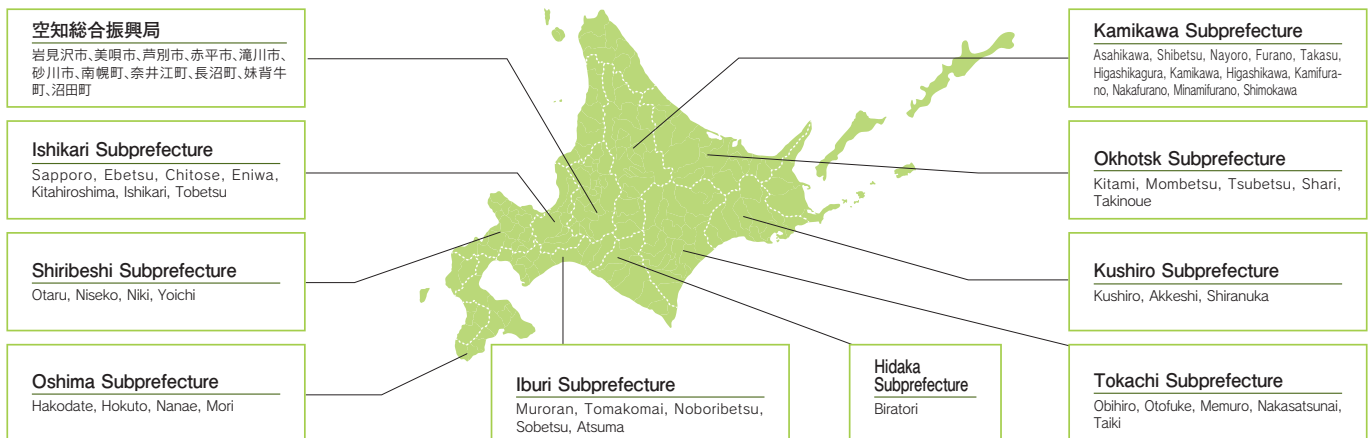 空知総合振興局
岩見沢市、美唄市、芦別市、赤平市、滝川市、
砂川市、南幌町、奈井江町、長沼町、妹背牛
町、沼田町
Ishikari Subprefecture
Sapporo, Ebetsu, Chitose, Eniwa,
Kitahiroshima, Ishikari, Tobetsu
Shiribeshi Subprefecture
Otaru, Niseko, Niki, Yoichi
Oshima Subprefecture
Hakodate, Hokuto, Nanae, Mori
Iburi Subprefecture
Muroran, Tomakomai, Noboribetsu,
Sobetsu, Atsuma
Hidaka
Subprefecture
Biratori
Kamikawa Subprefecture
Asahikawa, Shibetsu, Nayoro, Furano, Takasu,
Higashikagura, Kamikawa, Higashikawa, Kamifura-
no, Nakafurano, Minamifurano, Shimokawa
Okhotsk Subprefecture
Kitami, Mombetsu, Tsubetsu, Shari,
Takinoue
Kushiro Subprefecture
Kushiro, Akkeshi, Shiranuka
Tokachi Subprefecture
Obihiro, Otofuke, Memuro, Nakasatsunai,
Taiki